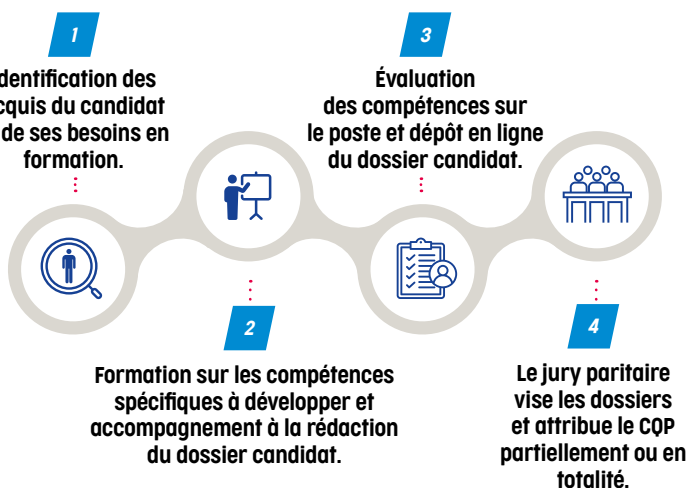 1
dentification des
cquis du candidat
de ses besoins en
formation.
3
Évaluation
des compétences sur
le poste et dépôt en ligne
du dossier candidat.
2
Formation sur les compétences
spécifiques à développer et
accompagnement à la rédaction
du dossier candidat.
4
Le jury paritaire
vise les dossiers
et attribue le CQP
partiellement ou en
totalité.